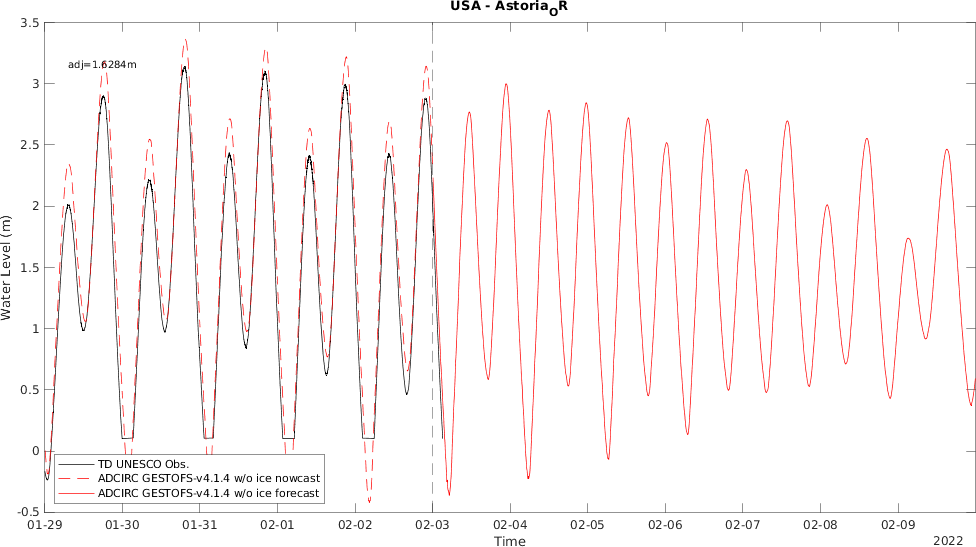 USA - Astoria_OR
3.5
adj=1.6284m
3
2.5
2
1.5
1
0.5
0
-0.5
Water Level (m)
TD UNESCO Obs.
ADCIRC GESTOFS-v4.1.4 w/o ice nowcast
ADCIRC GESTOFS-v4.1.4 w/o ice forecast
01-29 01-30 01-31 02-01 02-02 02-03 02-04 02-05 02-06 02-07 02-08 02-09
Time
2022